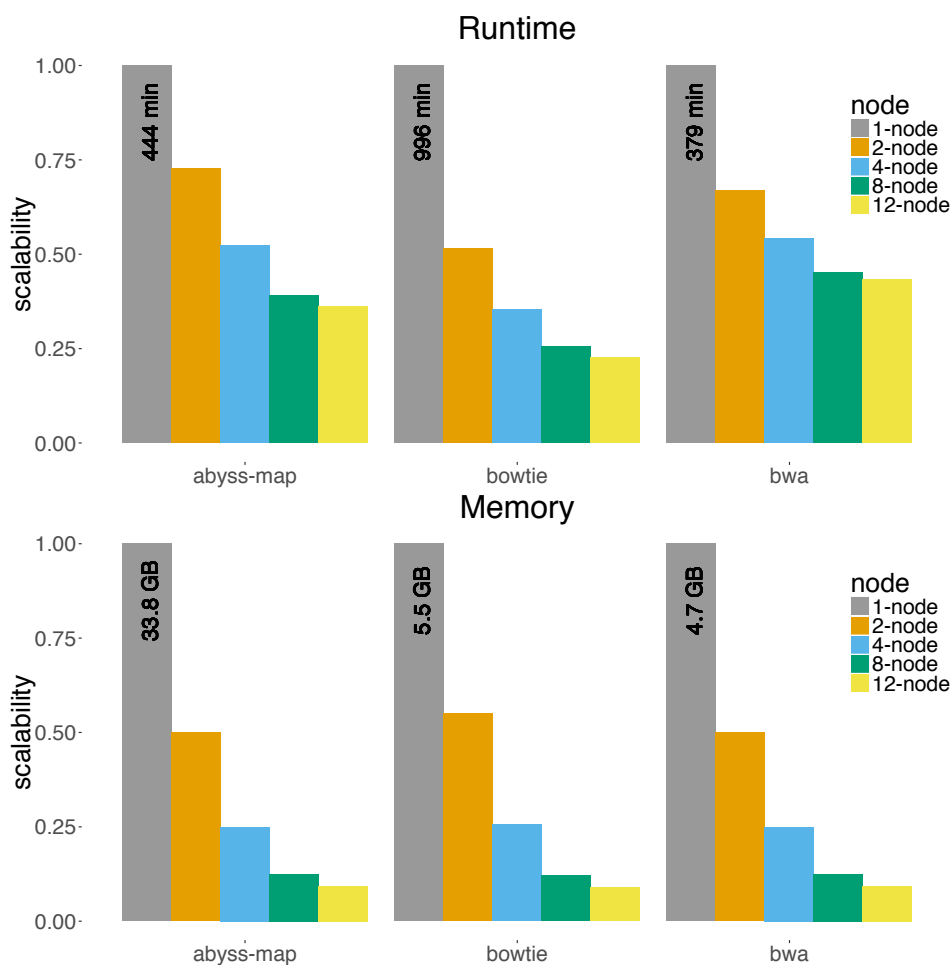 Runtime
1.00
0.75
0.50
0.25
0.00
scalability
444 min
996 min
379 min
node
1-node
2-node
4-node
8-node
12-node
abyss-map
bowtie
bwa
Memory
1.00
0.75
0.50
0.25
0.00
scalability
33.8 GB
5.5 GB
4.7 GB
node
1-node
2-node
4-node
8-node
12-node
abyss-map
bowtie
bwa